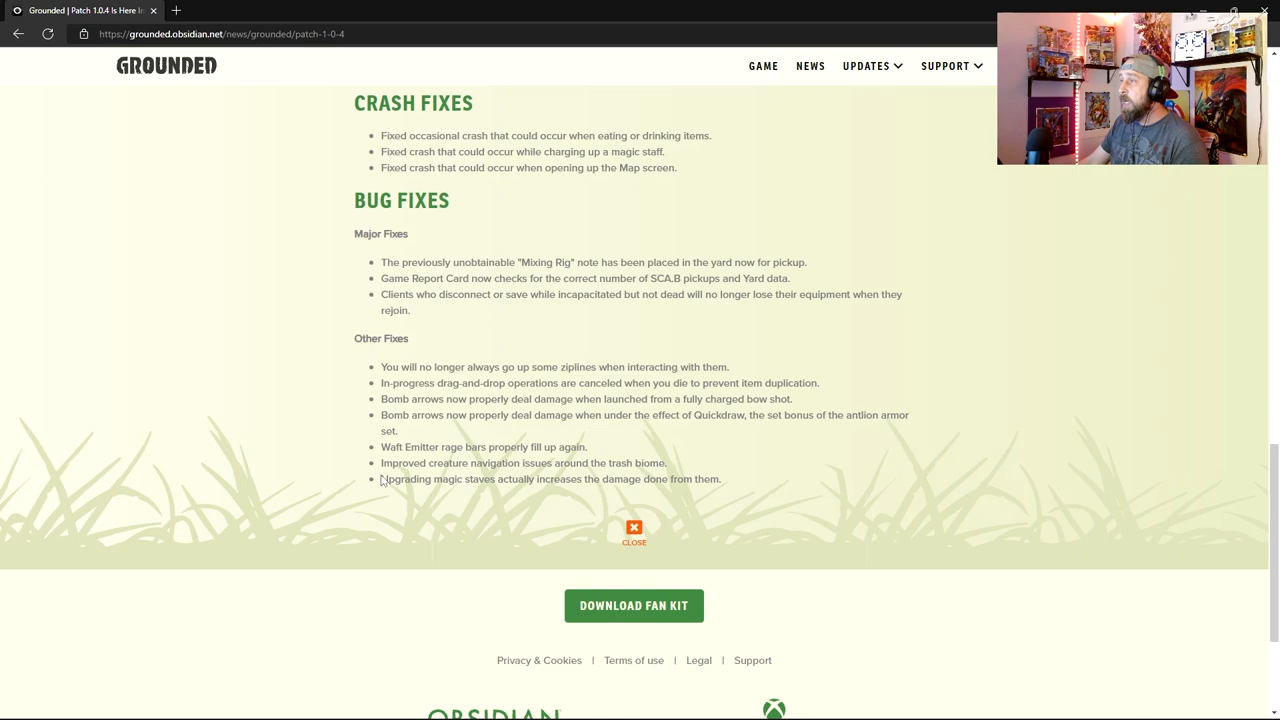 Patch 1.0.4 Is Here In
https://grounded.obsidian.net/news/grounded/patch-1-0-4
GROUNDED
GAME NEWS UPDATES SUPPORT
CRASH FIXES
Fixed occasional crash that could occur when eating or drinking items.
Fixed crash that could occur while charging up a magic staff.
Fixed crash that could occur when opening up the Map screen.
BUG FIXES
Major Fixes
The previously unobtainable "Mixing Rig" note has been placed in the yard now for pickup.
Game Report Card now checks for the correct number of SCA.B pickups and Yard data.
Clients who disconnect or save while incapacitated but not dead will no longer lose their equipment when they
rejoin.
Other Fixes
You will no longer always go up some ziplines when interacting with them.
In-progress drag-and-drop operations are canceled when you die to prevent item duplication.
Bomb arrows now properly deal damage when launched from a fully charged bow shot.
Bomb arrows now properly deal damage when under the effect of Quickdraw, the set bonus of the antlion armor
set.
Waft Emitter rage bars properly fill up again.
Improved creature navigation issues around the trash biome.
Upgrading magic staves actually increases the damage done from them.
CLOSE
DOWNLOAD FAN KIT
Privacy & Cookies | Terms of use | Legal | Support
OBSIDIAN